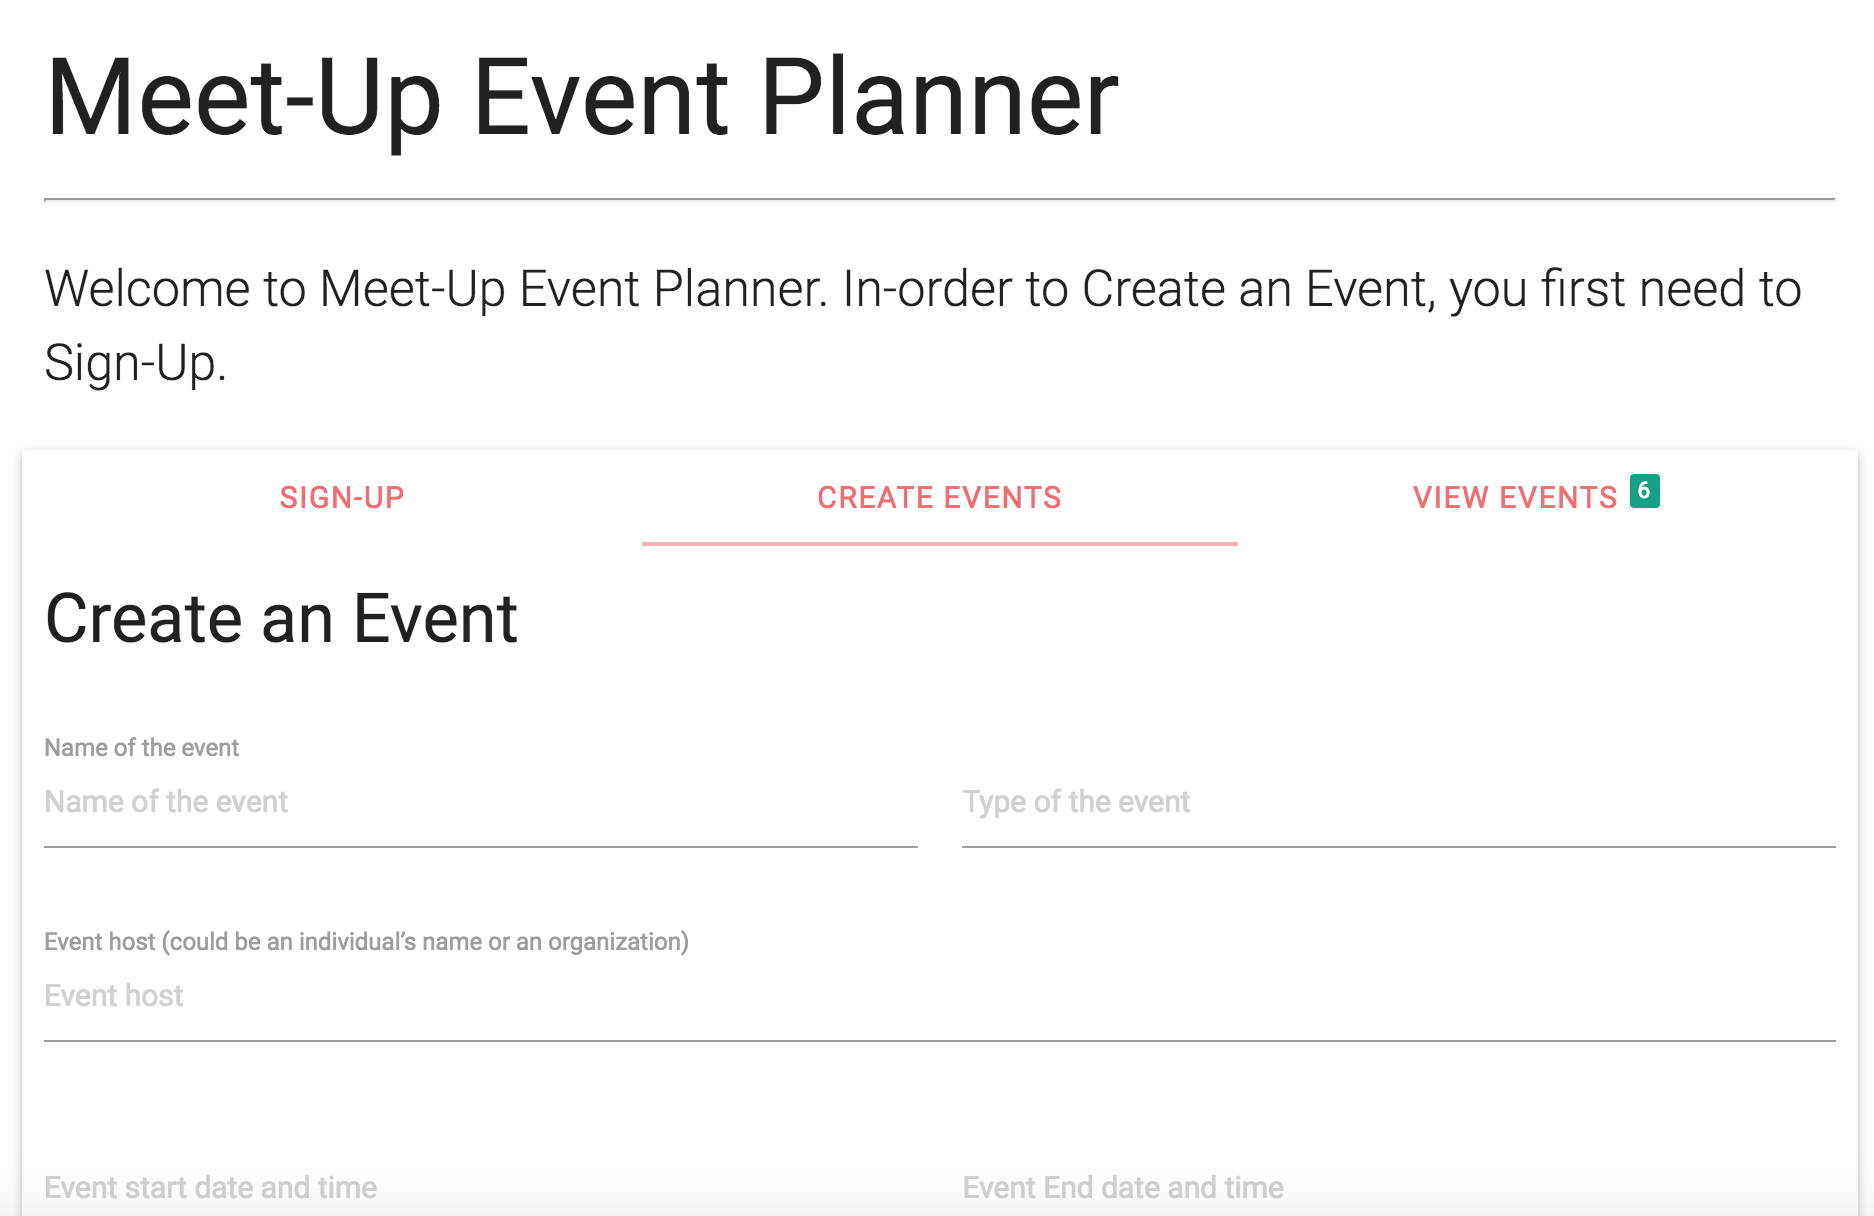 Meet-Up Event Planner
Welcome to Meet-Up Event Planner. In-order to Create an Event, you first need to
Sign-Up.
SIGN-UP
CREATE EVENTS
VIEW EVENTS 6
Create an Event
Name of the event
Name of the event
Type of the event
Event host (could be an individual’s name or an organization)
Event host
Event start date and time
Event End date and time